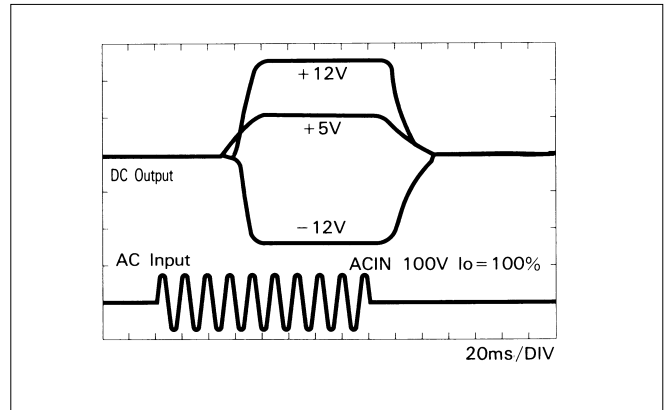 +12V
+5V
DC Output
−12V
AC Input
ACIN 100V Io=100%
20ms/DIV